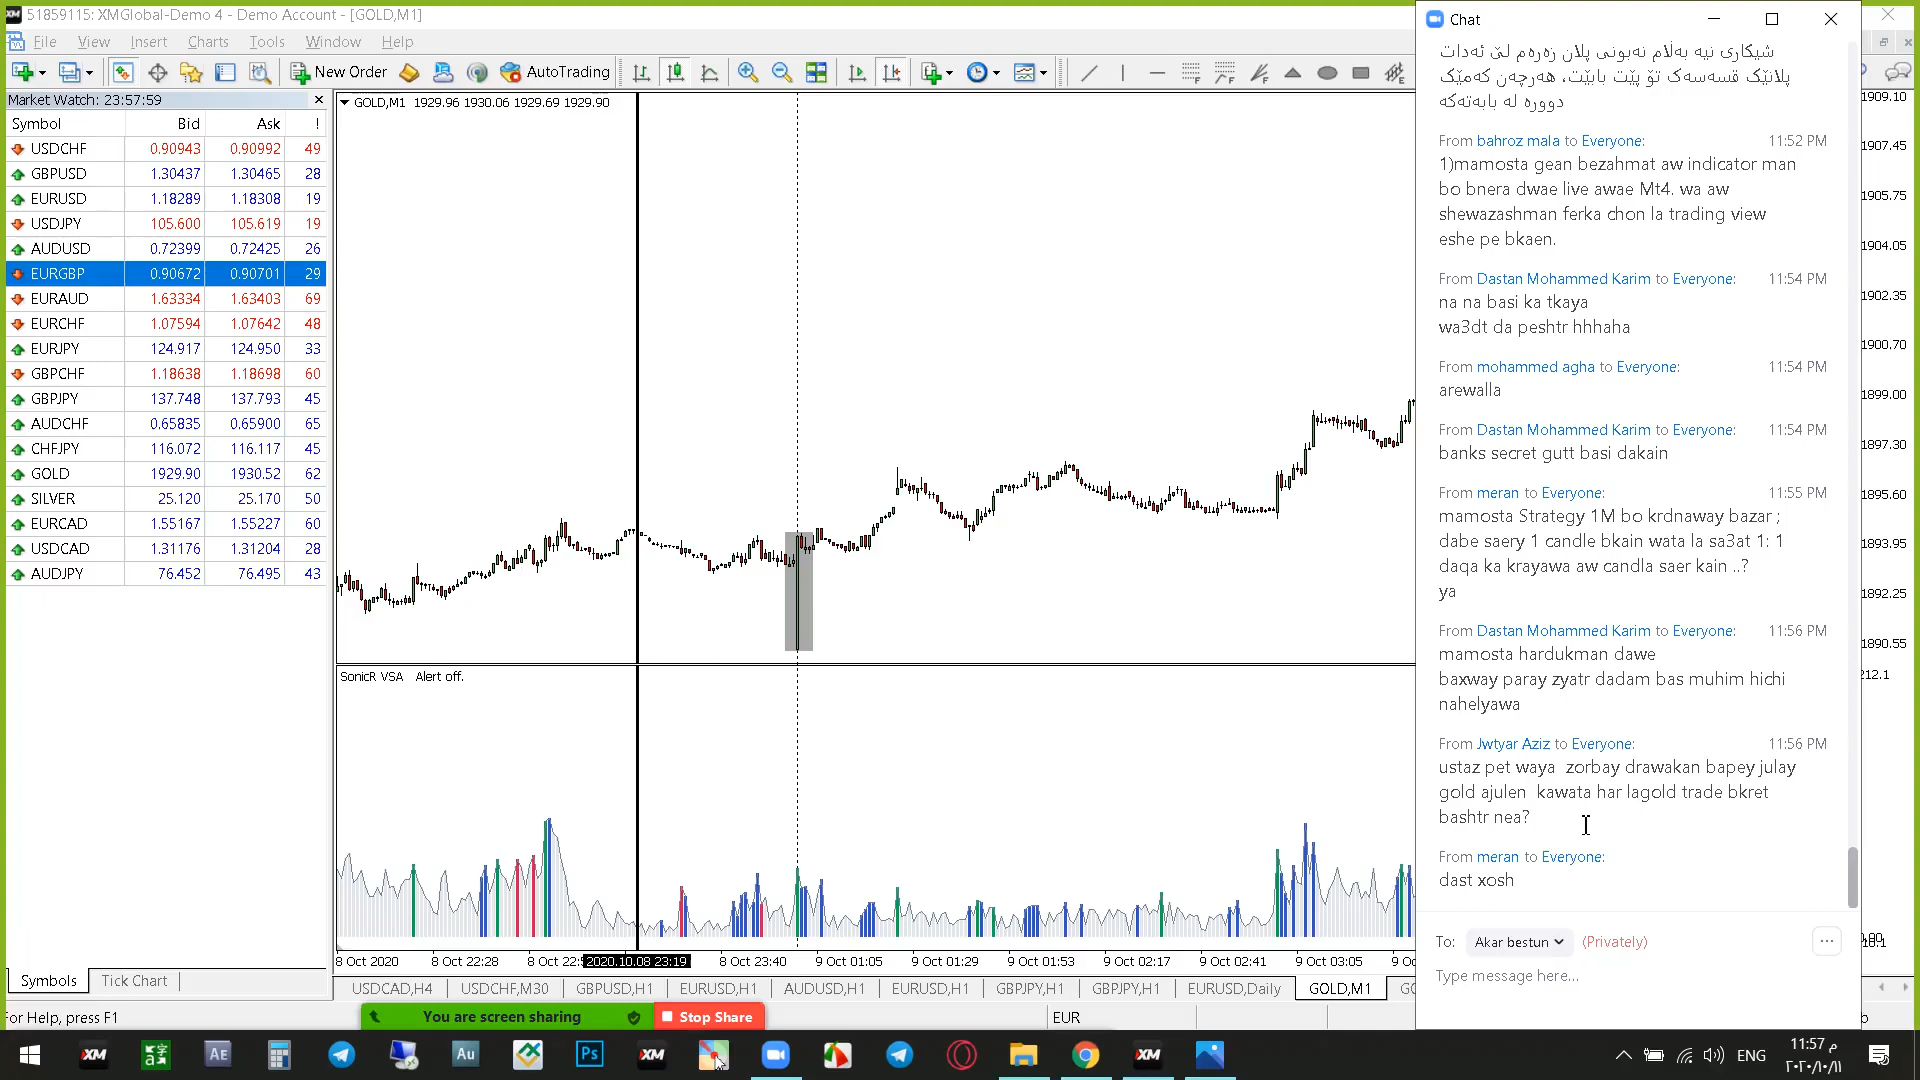 51859115: XMGlobal-Demo 4 - Demo Account - [GOLD,M1]
File View Insert Charts Tools Window Help
New Order AutoTrading
Market Watch: 23:57:59
Symbol Bid Ask !
USDCHF 0.90943 0.90992 49
GBPUSD 1.30437 1.30465 28
EURUSD 1.18289 1.18308 19
USDJPY 105.600 105.619 19
AUDUSD 0.72399 0.72425 26
EURGBP 0.90672 0.90701 29
EURAUD 1.63334 1.63403 69
EURCHF 1.07594 1.07642 48
EURJPY 124.917 124.950 33
GBPCHF 1.18638 1.18698 60
GBPJPY 137.748 137.793 45
AUDCHF 0.65835 0.65900 65
CHFJPY 116.072 116.117 45
GOLD 1929.90 1930.52 62
SILVER 25.120 25.170 50
EURCAD 1.55167 1.55227 60
USDCAD 1.31176 1.31204 28
AUDJPY 76.452 76.495 43
Symbols Tick Chart
For Help, press F1
GOLD,M1 1929.96 1930.06 1929.69 1929.90
SonicR VSA Alert off.
8 Oct 2020 8 Oct 22:28 8 Oct 22:5 2020.10.08 23:19 8 Oct 23:40 9 Oct 01:05 9 Oct 01:29 9 Oct 01:53 9 Oct 02:17 9 Oct 02:41 9 Oct 03:05
USDCAD,H4 USDCHF,M30 GBPUSD,H1 EURUSD,H1 AUDUSD,H1 EURUSD,H1 GBPJPY,H1 GBPJPY,H1 EURUSD,Daily GOLD,M1
You are screen sharing Stop Share
EUR
Chat
شیکاری نیە بەڵام نەبونی پلان زەرەم لێ ئەدات
پلانێک قسەسەک تۆ پێت بابێت، هەرچەن کەمێک
دوورە لە بابەتەکە
From bahroz mala to Everyone: 11:52 PM
1)mamosta gean bezahmat aw indicator man
bo bnera dwae live awae Mt4. wa aw
shewazashman ferka chon la trading view
eshe pe bkaen.
From Dastan Mohammed Karim to Everyone: 11:54 PM
na na basi ka tkaya
wa3dt da peshtr hhhaha
From mohammed agha to Everyone: 11:54 PM
arewalla
From Dastan Mohammed Karim to Everyone: 11:54 PM
banks secret gutt basi dakain
From meran to Everyone: 11:55 PM
mamosta Strategy 1M bo krdnaway bazar ;
dabe saery 1 candle bkain wata la sa3at 1: 1
daqa ka krayawa aw candla saer kain ..?
ya
From Dastan Mohammed Karim to Everyone: 11:56 PM
mamosta hardukman dawe
baxway paray zyatr dadam bas muhim hichi
nahelyawa
From Jwtyar Aziz to Everyone: 11:56 PM
ustaz pet waya zorbay drawakan bapey julay
gold ajulen kawata har lagold trade bkret
bashtr nea?
From meran to Everyone:
dast xosh
To: Akar bestun (Privately)
Type message here...
1909.10
1907.45
1905.75
1904.05
1902.35
1900.70
1899.00
1897.30
1895.60
1893.95
1892.25
1890.55
212.1
ENG
11:57 م
٢٠٢٠/١٠/١١